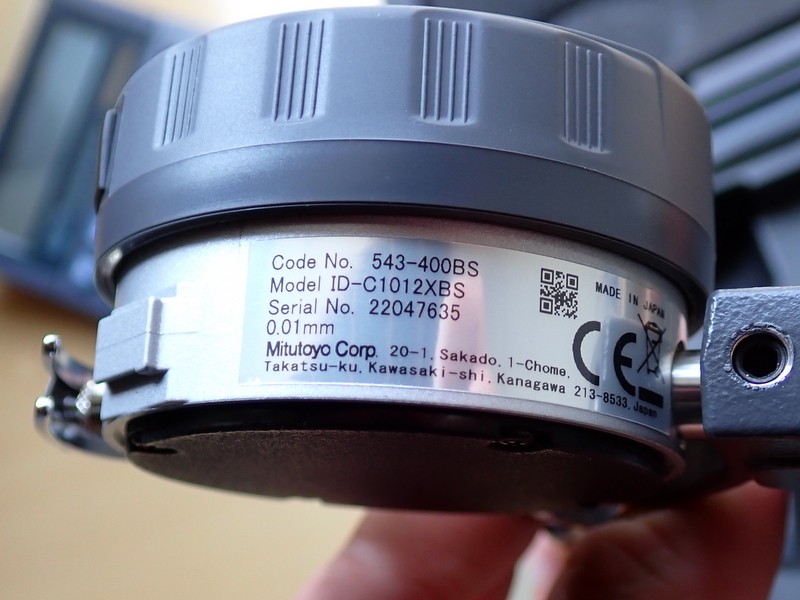 Code No. 543-400BS
Model ID-C1012XBS
Serial No. 22047635
0.01mm
Mitutoyo Corp. 20-1, Sakado, 1-Chome,
Takatsu-ku, Kawasaki-shi, Kanagawa 213-8533, Japan
MADE IN JAPAN
CE